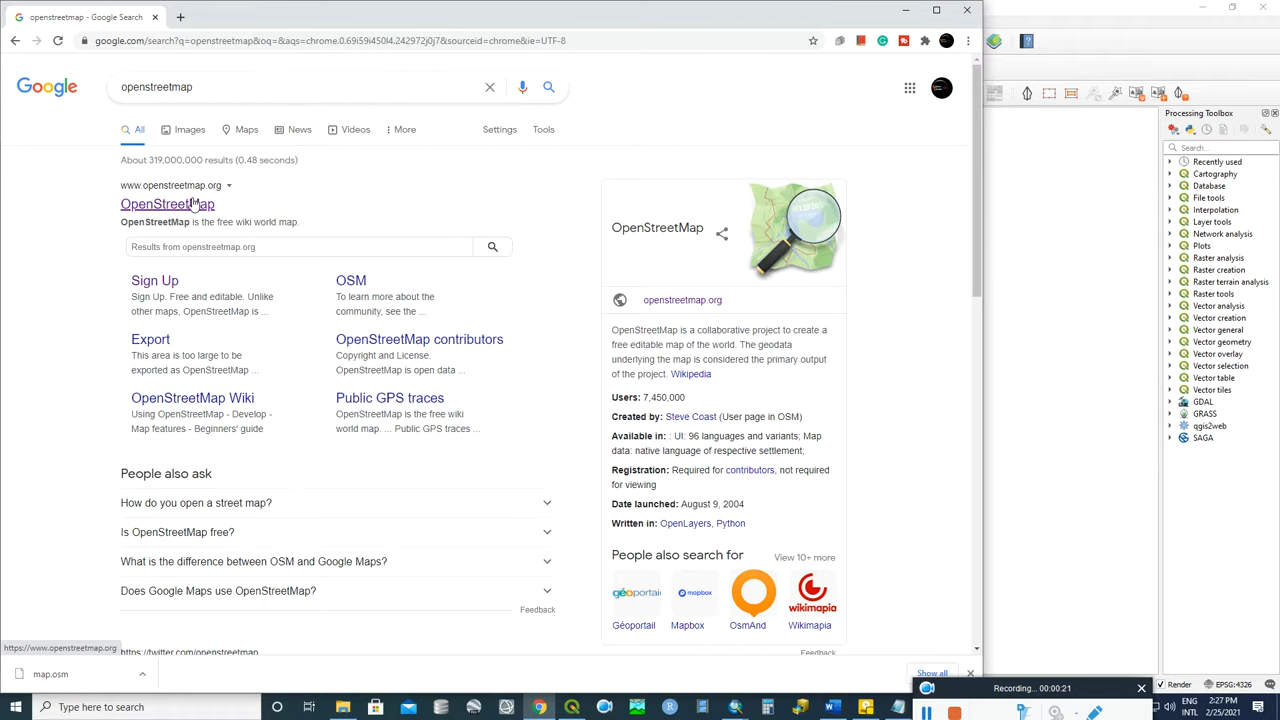 openstreetmap - Google Search
google.com/search?q=openstreetmap&oq=openstreetmap&aqs=chrome.0.69i59i450l4.242972j0j7&sourceid=chrome&ie=UTF-8
Google
openstreetmap
All
Images
Maps
News
Videos
More
Settings
Tools
About 319,000,000 results (0.48 seconds)
www.openstreetmap.org
OpenStreetMap
OpenStreetMap is the free wiki world map.
Results from openstreetmap.org
Sign Up
Sign Up. Free and editable. Unlike
other maps, OpenStreetMap is ...
OSM
To learn more about the
community, see the ...
Export
This area is too large to be
exported as OpenStreetMap ...
OpenStreetMap contributors
Copyright and License.
OpenStreetMap is open data ...
OpenStreetMap Wiki
Using OpenStreetMap - Develop -
Map features - Beginners' guide
Public GPS traces
OpenStreetMap is the free wiki
world map. ... Public GPS traces ...
People also ask
How do you open a street map?
Is OpenStreetMap free?
What is the difference between OSM and Google Maps?
Does Google Maps use OpenStreetMap?
Feedback
https://www.openstreetmap.org
https://twitter.com/openstreetmap
OpenStreetMap
openstreetmap.org
OpenStreetMap is a collaborative project to create a
free editable map of the world. The geodata
underlying the map is considered the primary output
of the project. Wikipedia
Users: 7,450,000
Created by: Steve Coast (User page in OSM)
Available in: : UI: 96 languages and variants; Map
data: native language of respective settlement;
Registration: Required for contributors, not required
for viewing
Date launched: August 9, 2004
Written in: OpenLayers, Python
People also search for
View 10+ more
géoportail
mapbox
wikimapia
Géoportail
Mapbox
OsmAnd
Wikimapia
Feedback
map.osm
Show all
Processing Toolbox
Search...
Recently used
Cartography
Database
File tools
Interpolation
Layer tools
Network analysis
Plots
Raster analysis
Raster creation
Raster terrain analysis
Raster tools
Vector analysis
Vector creation
Vector general
Vector geometry
Vector overlay
Vector selection
Vector table
Vector tiles
GDAL
GRASS
qgis2web
SAGA
Render
EPSG:4326
Recording... 00:00:21
Type here to search
ENG
INTL
2:27 PM
2/25/2021